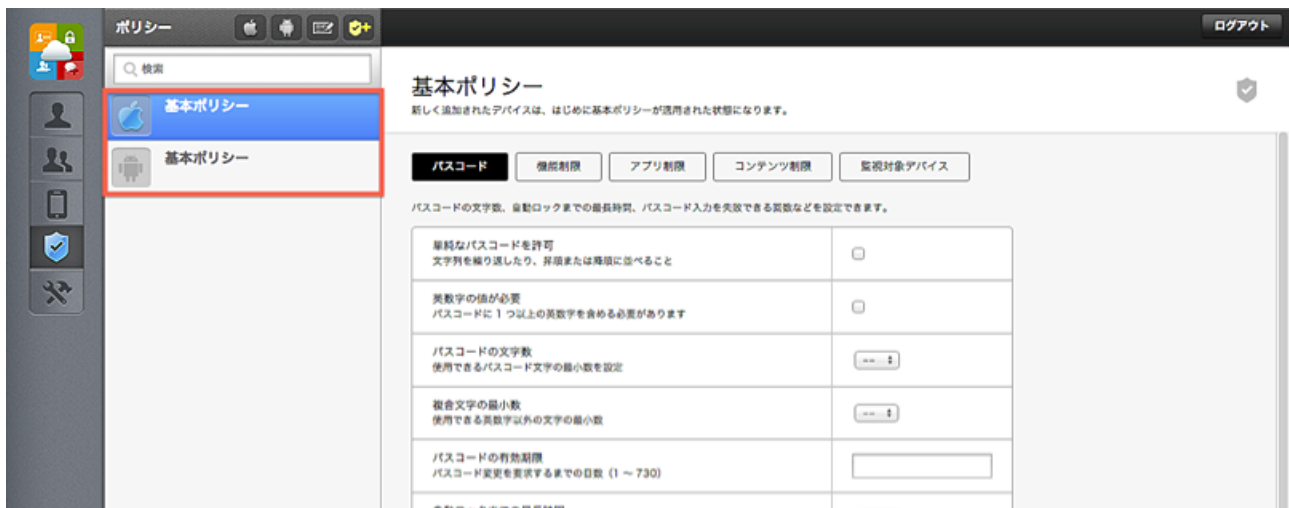 ポリシー
ログアウト
検索
基本ポリシー
基本ポリシー
基本ポリシー
新しく追加されたデバイスは、はじめに基本ポリシーが適用された状態になります。
パスコード
機能制限
アプリ制限
コンテンツ制限
監視対象デバイス
パスコードの文字数、自動ロックまでの最長時間、パスコード入力を失敗できる回数などを設定できます。
単純なパスコードを許可
文字列を繰り返したり、昇順または降順に並べること
英数字の値が必要
パスコードに 1 つ以上の英数字を含める必要があります
パスコードの文字数
使用できるパスコード文字の最小数を設定
--
複合文字の最小数
使用できる英数字以外の文字の最小数
--
パスコードの有効期限
パスコード変更を要求するまでの日数（1 ～ 730）